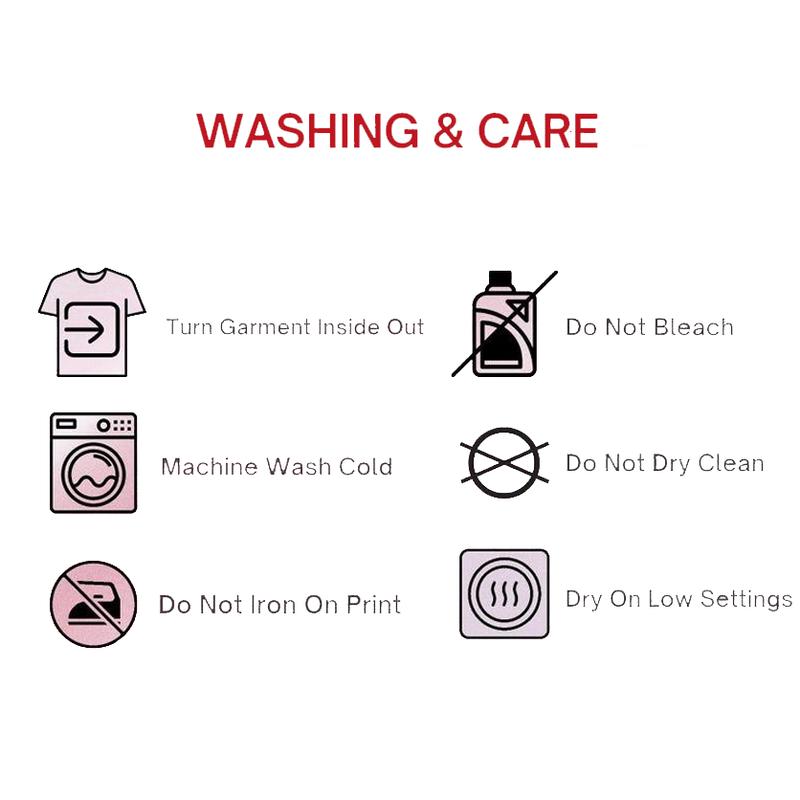 WASHING & CARE
Turn Garment Inside Out
Do Not Bleach
Machine Wash Cold
Do Not Dry Clean
Do Not Iron On Print
Dry On Low Settings